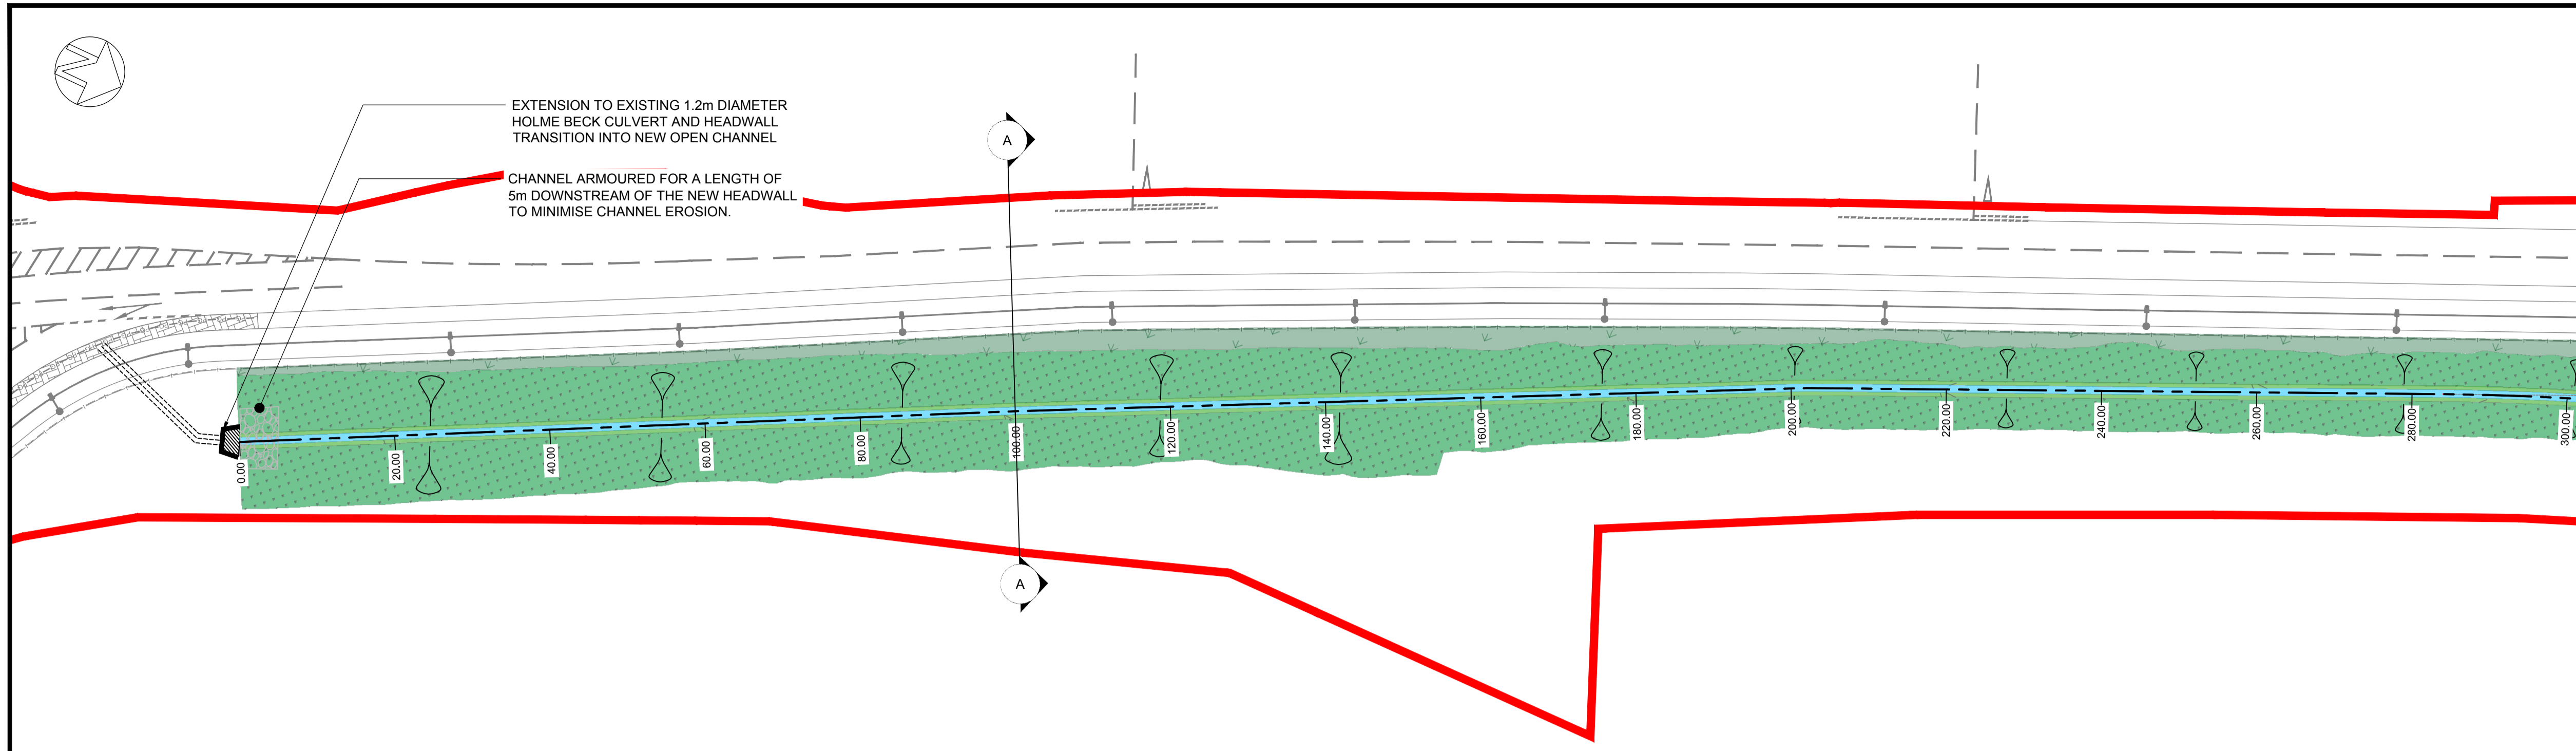 N
EXTENSION TO EXISTING 1.2m DIAMETER
HOLME BECK CULVERT AND HEADWALL
TRANSITION INTO NEW OPEN CHANNEL
CHANNEL ARMOURED FOR A LENGTH OF
5m DOWNSTREAM OF THE NEW HEADWALL
TO MINIMISE CHANNEL EROSION.
A
0.00
20.00
40.00
60.00
80.00
100.00
120.00
140.00
160.00
180.00
200.00
220.00
240.00
260.00
280.00
300.00
A